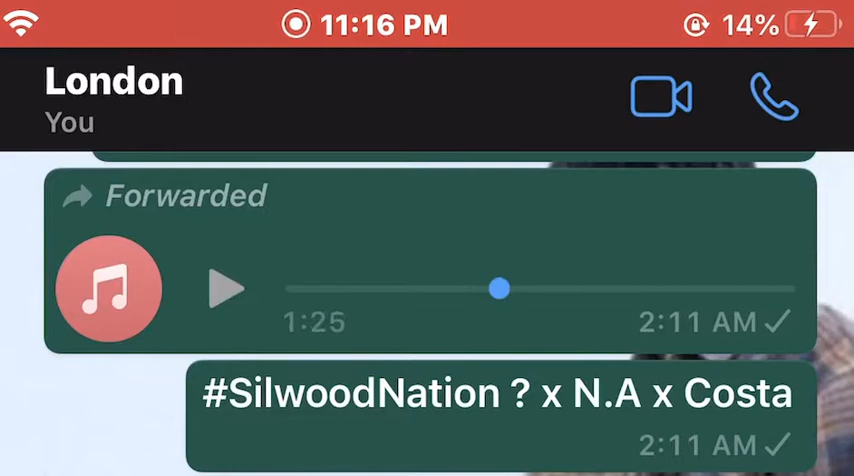 11:16 PM
14%
London
You
Forwarded
1:25
2:11 AM
#SilwoodNation ? x N.A x Costa
2:11 AM